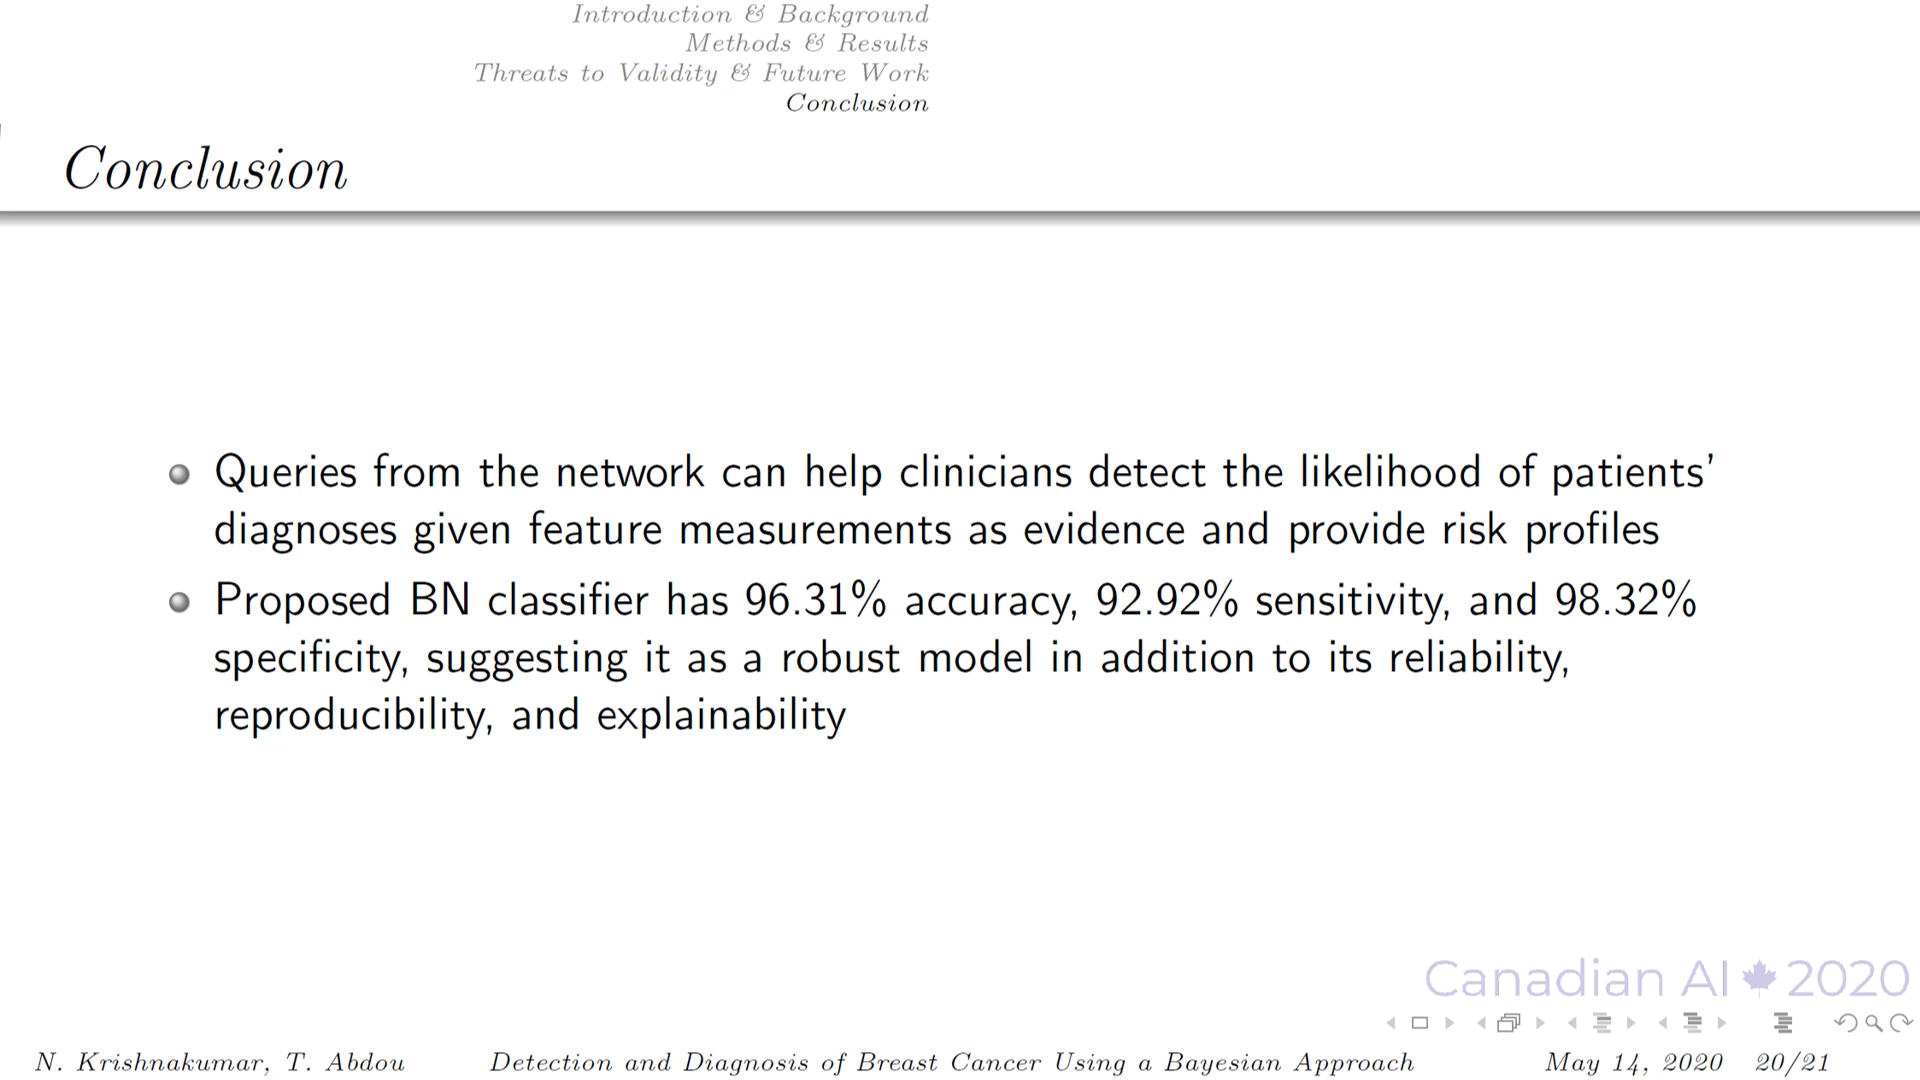 Introduction & Background
Methods & Results
Threats to Validity & Future Work
Conclusion
Conclusion
Queries from the network can help clinicians detect the likelihood of patients’
diagnoses given feature measurements as evidence and provide risk profiles
Proposed BN classifier has 96.31% accuracy, 92.92% sensitivity, and 98.32%
specificity, suggesting it as a robust model in addition to its reliability,
reproducibility, and explainability
Canadian AI 2020
N. Krishnakumar, T. Abdou Detection and Diagnosis of Breast Cancer Using a Bayesian Approach May 14, 2020 20/21